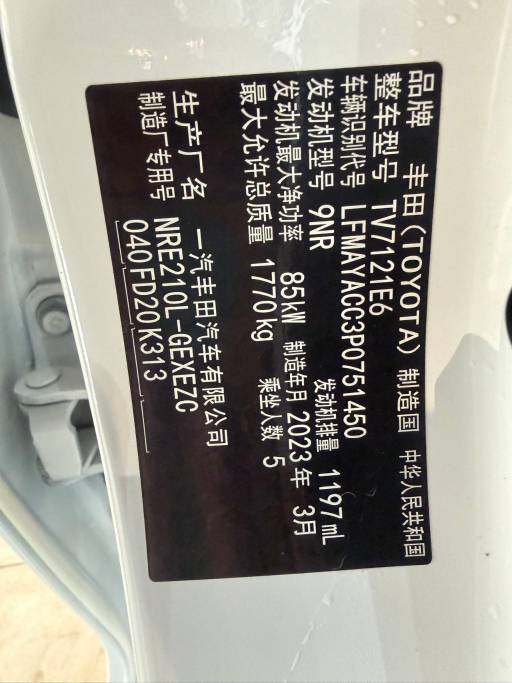 品牌 丰田(TOYOTA) 制造国 中华人民共和国
整车型号 TV7121E6
车辆识别代号 LFMAYACC3P0751450
发动机型号 9NR 发动机排量 1197 mL
发动机最大净功率 85kW 制造年月 2023年 3月
最大允许总质量 1770kg 乘坐人数 5
生产厂名 一汽丰田汽车有限公司
制造厂专用号 NRE210L-GEXEZC
040FD20K313